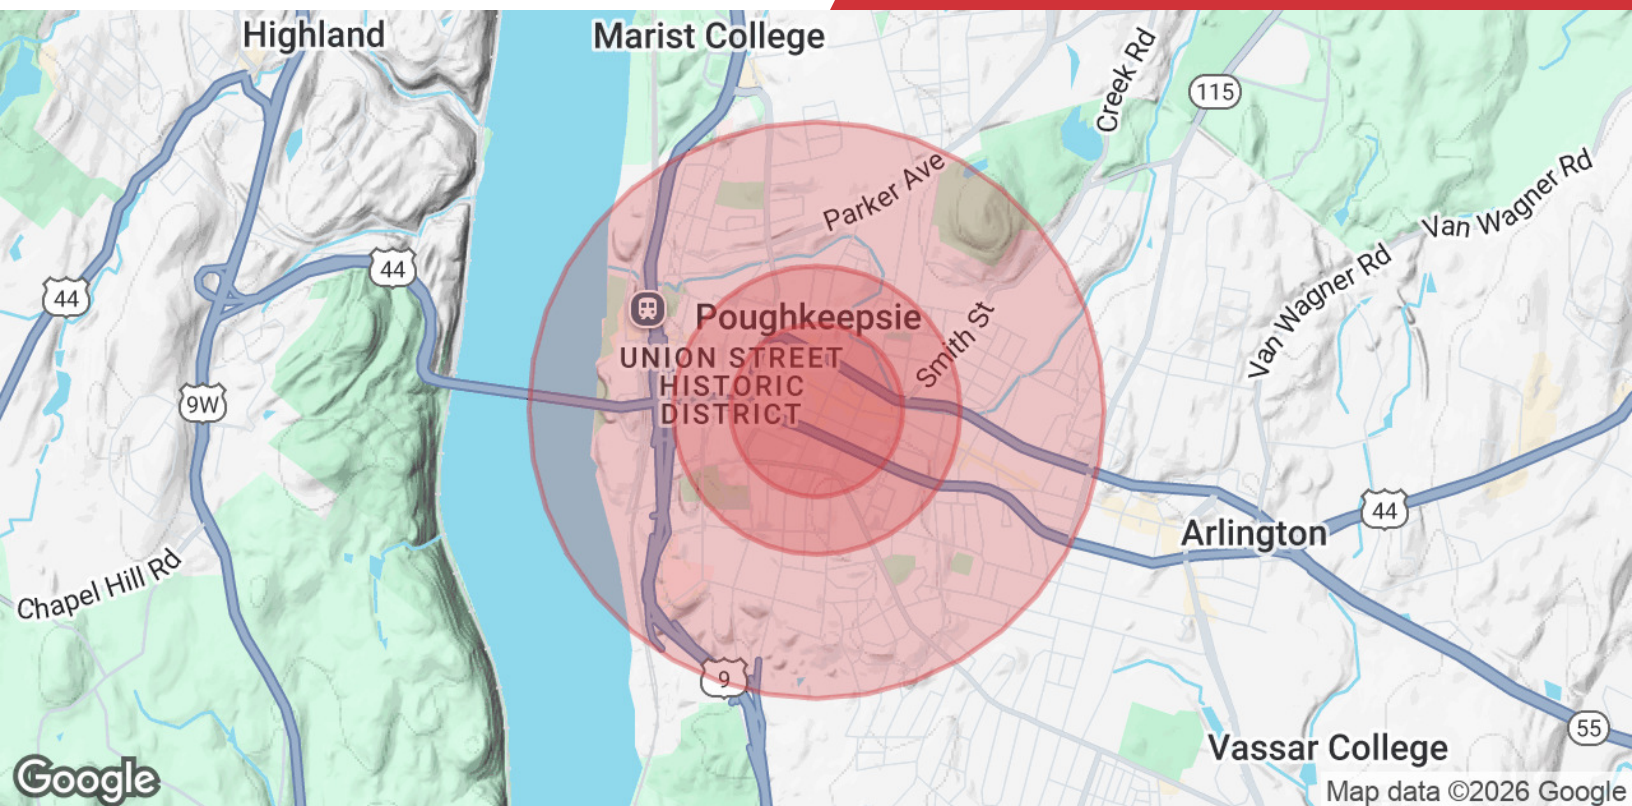 Highland
Marist College
Creek Rd
115
Parker Ave
Van Wagner Rd
44
44
Van Wagner Rd
Poughkeepsie
Smith St
UNION STREET
HISTORIC
DISTRICT
9W
44
Arlington
Chapel Hill Rd
9
55
Vassar College
Google
Map data ©2026 Google